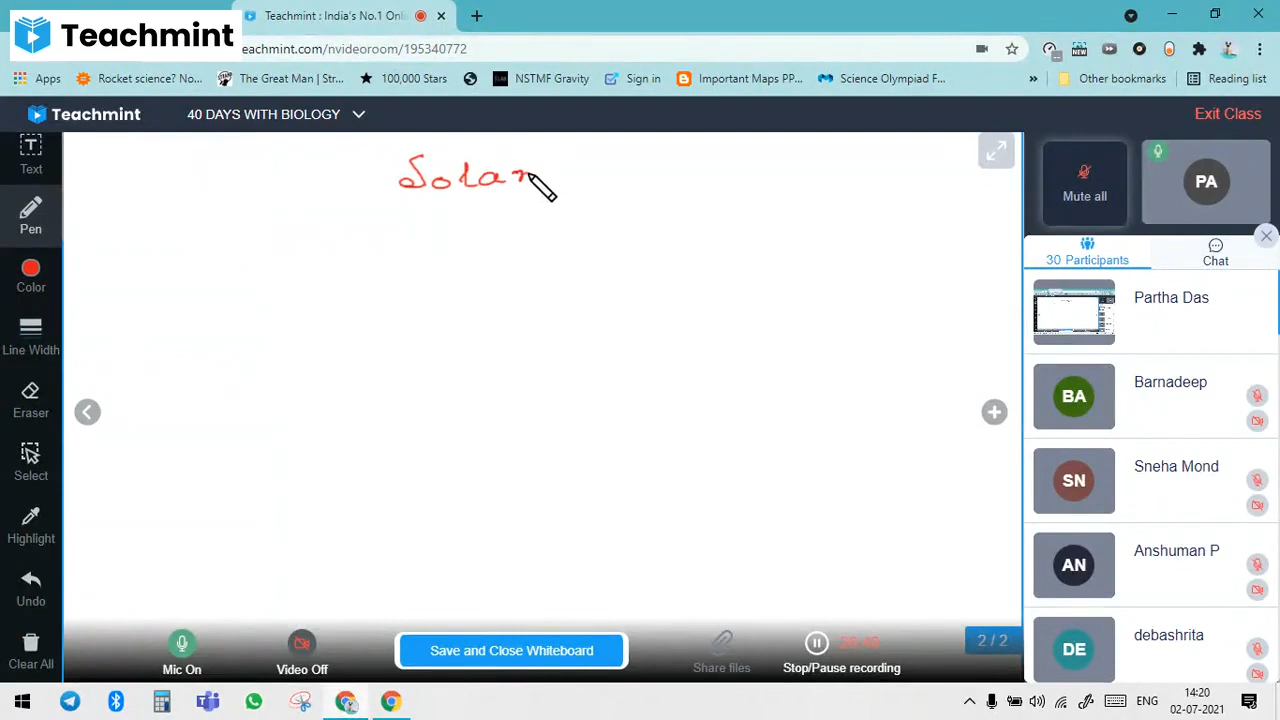 Teachmint : India's No.1 Onli
Teachmint
eachmint.com/nvideoroom/195340772
NEW
Apps
Rocket science? No...
The Great Man | Str...
100,000 Stars
NSTMF Gravity
Sign in
Important Maps PP...
Science Olympiad F...
Other bookmarks
Reading list
Teachmint
40 DAYS WITH BIOLOGY
Exit Class
Text
Pen
Color
Line Width
Eraser
Select
Highlight
Undo
Clear All
Solar
Mute all
PA
30 Participants
Chat
Partha Das
BA
Barnadeep
SN
Sneha Mond
AN
Anshuman P
DE
debashrita
Mic On
Video Off
Save and Close Whiteboard
Share files
Stop/Pause recording
2 / 2
ENG
14:20
02-07-2021